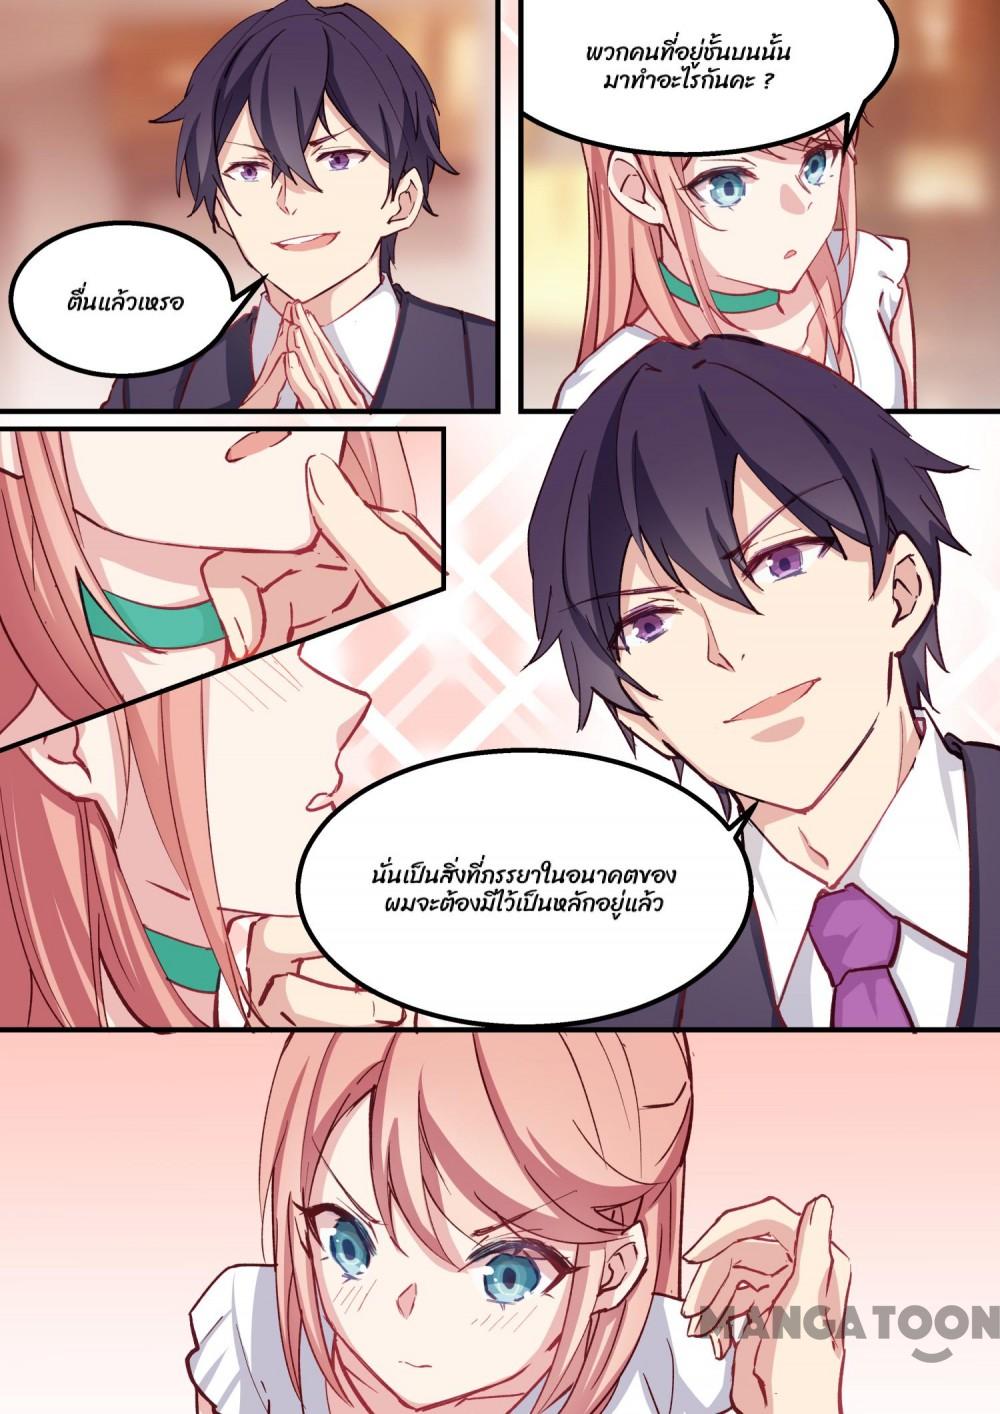 ตื่นแล้วเหรอ
พวกคนที่อยู่ชั้นบนนั้น
มาทำอะไรกันคะ ?
นั่นเป็นสิ่งที่ภรรยาในอนาคตของ
ผมจะต้องมีไว้เป็นหลักอยู่แล้ว
MANGATOON